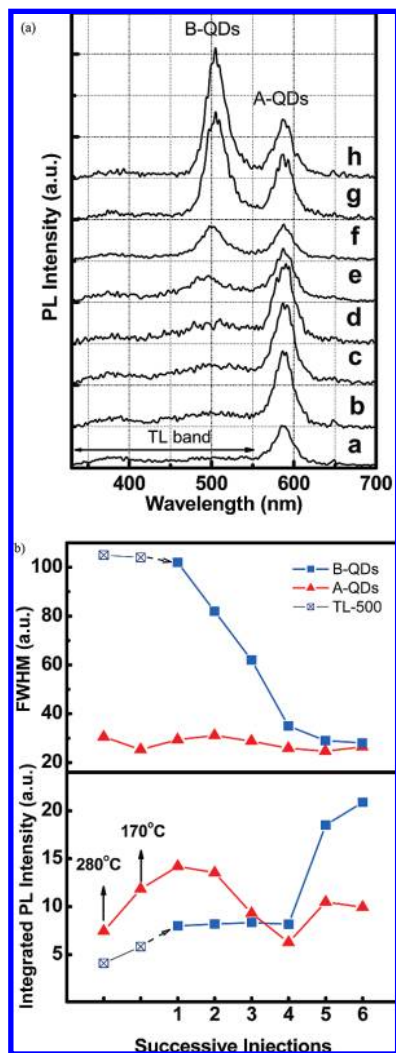 (a)
B-QDs
A-QDs
PL Intensity (a.u.)
h
g
f
e
d
c
b
a
TL band
400 500 600 700
Wavelength (nm)
b)
FWHM (a.u.)
100
80
60
40
20
B-QDs
A-QDs
TL-500
Integrated PL Intensity (a.u.)
20
15
10
5
280°C
170°C
1 2 3 4 5 6
Successive Injections